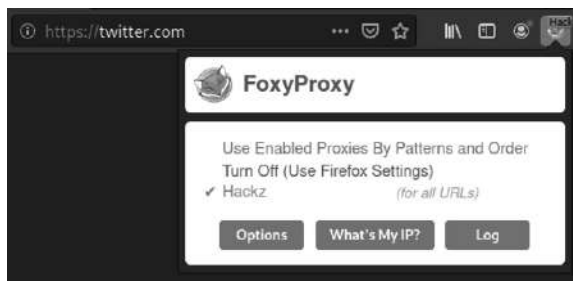 https://twitter.com
Hack
FoxyProxy
Use Enabled Proxies By Patterns and Order
Turn Off (Use Firefox Settings)
✔ Hackz (for all URLs)
Options What's My IP? Log